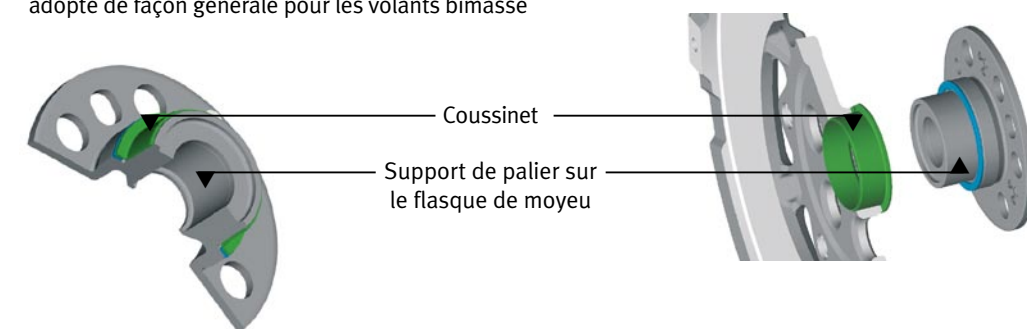 adopté de façon générale pour les volants bimasse
Coussinet
Support de palier sur
le flasque de moyeu